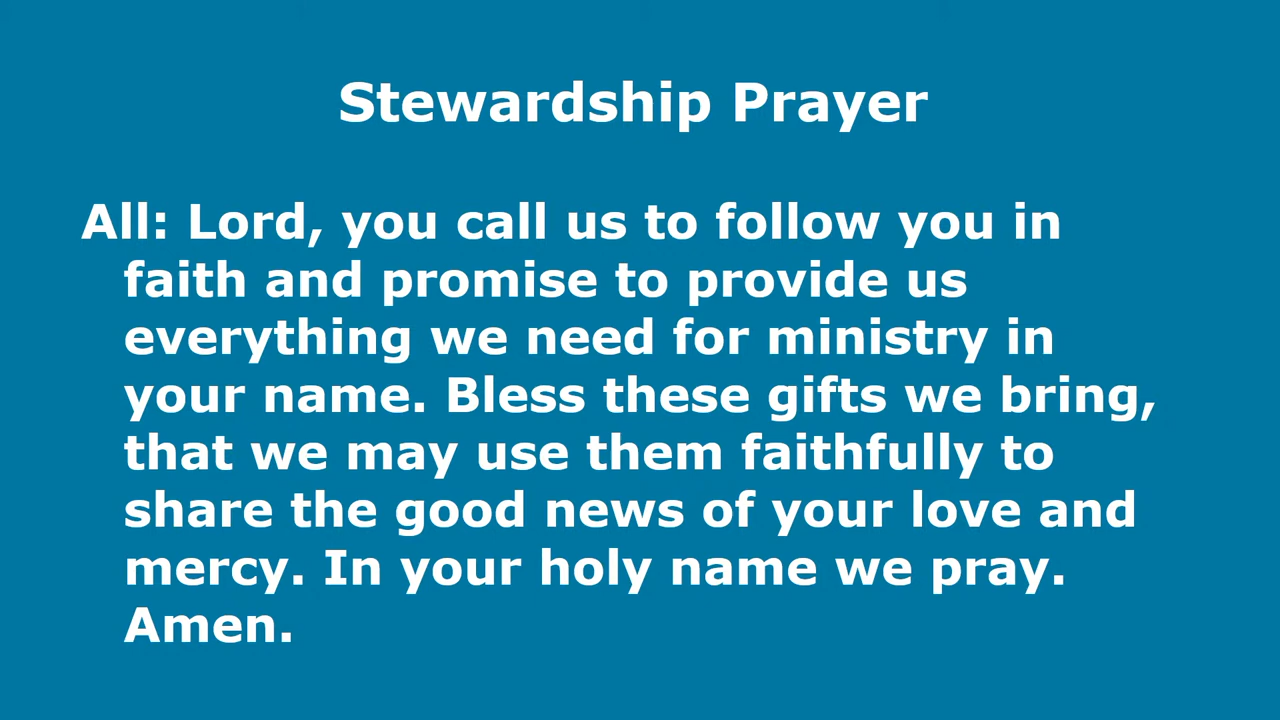 Stewardship Prayer
All: Lord, you call us to follow you in
faith and promise to provide us
everything we need for ministry in
your name. Bless these gifts we bring,
that we may use them faithfully to
share the good news of your love and
mercy. In your holy name we pray.
Amen.